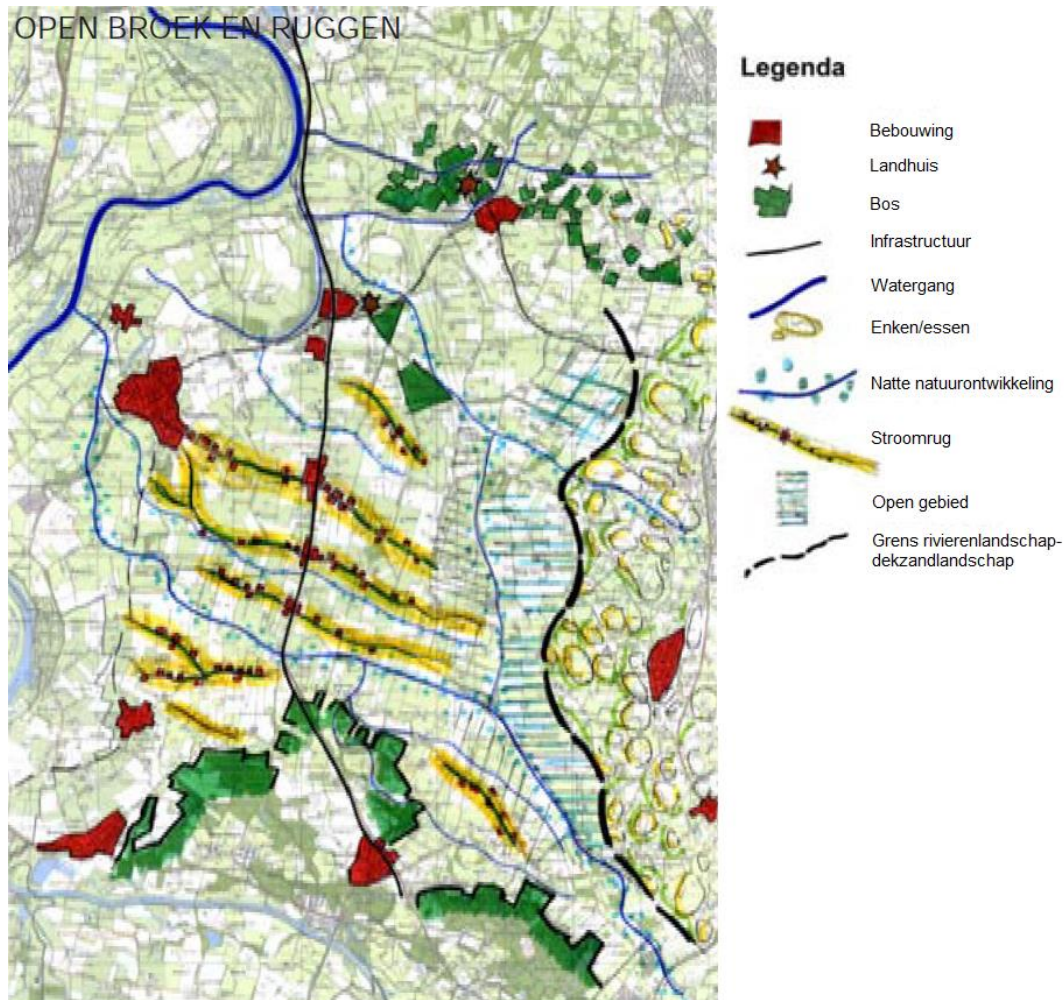 OPEN BROEK EN RUGGEN
Legenda
Bebouwing
Landhuis
Bos
Infrastructuur
Watergang
Enken/essen
Natte natuurontwikkeling
Stroomrug
Open gebied
Grens rivierenlandschap-
dekzandlandschap